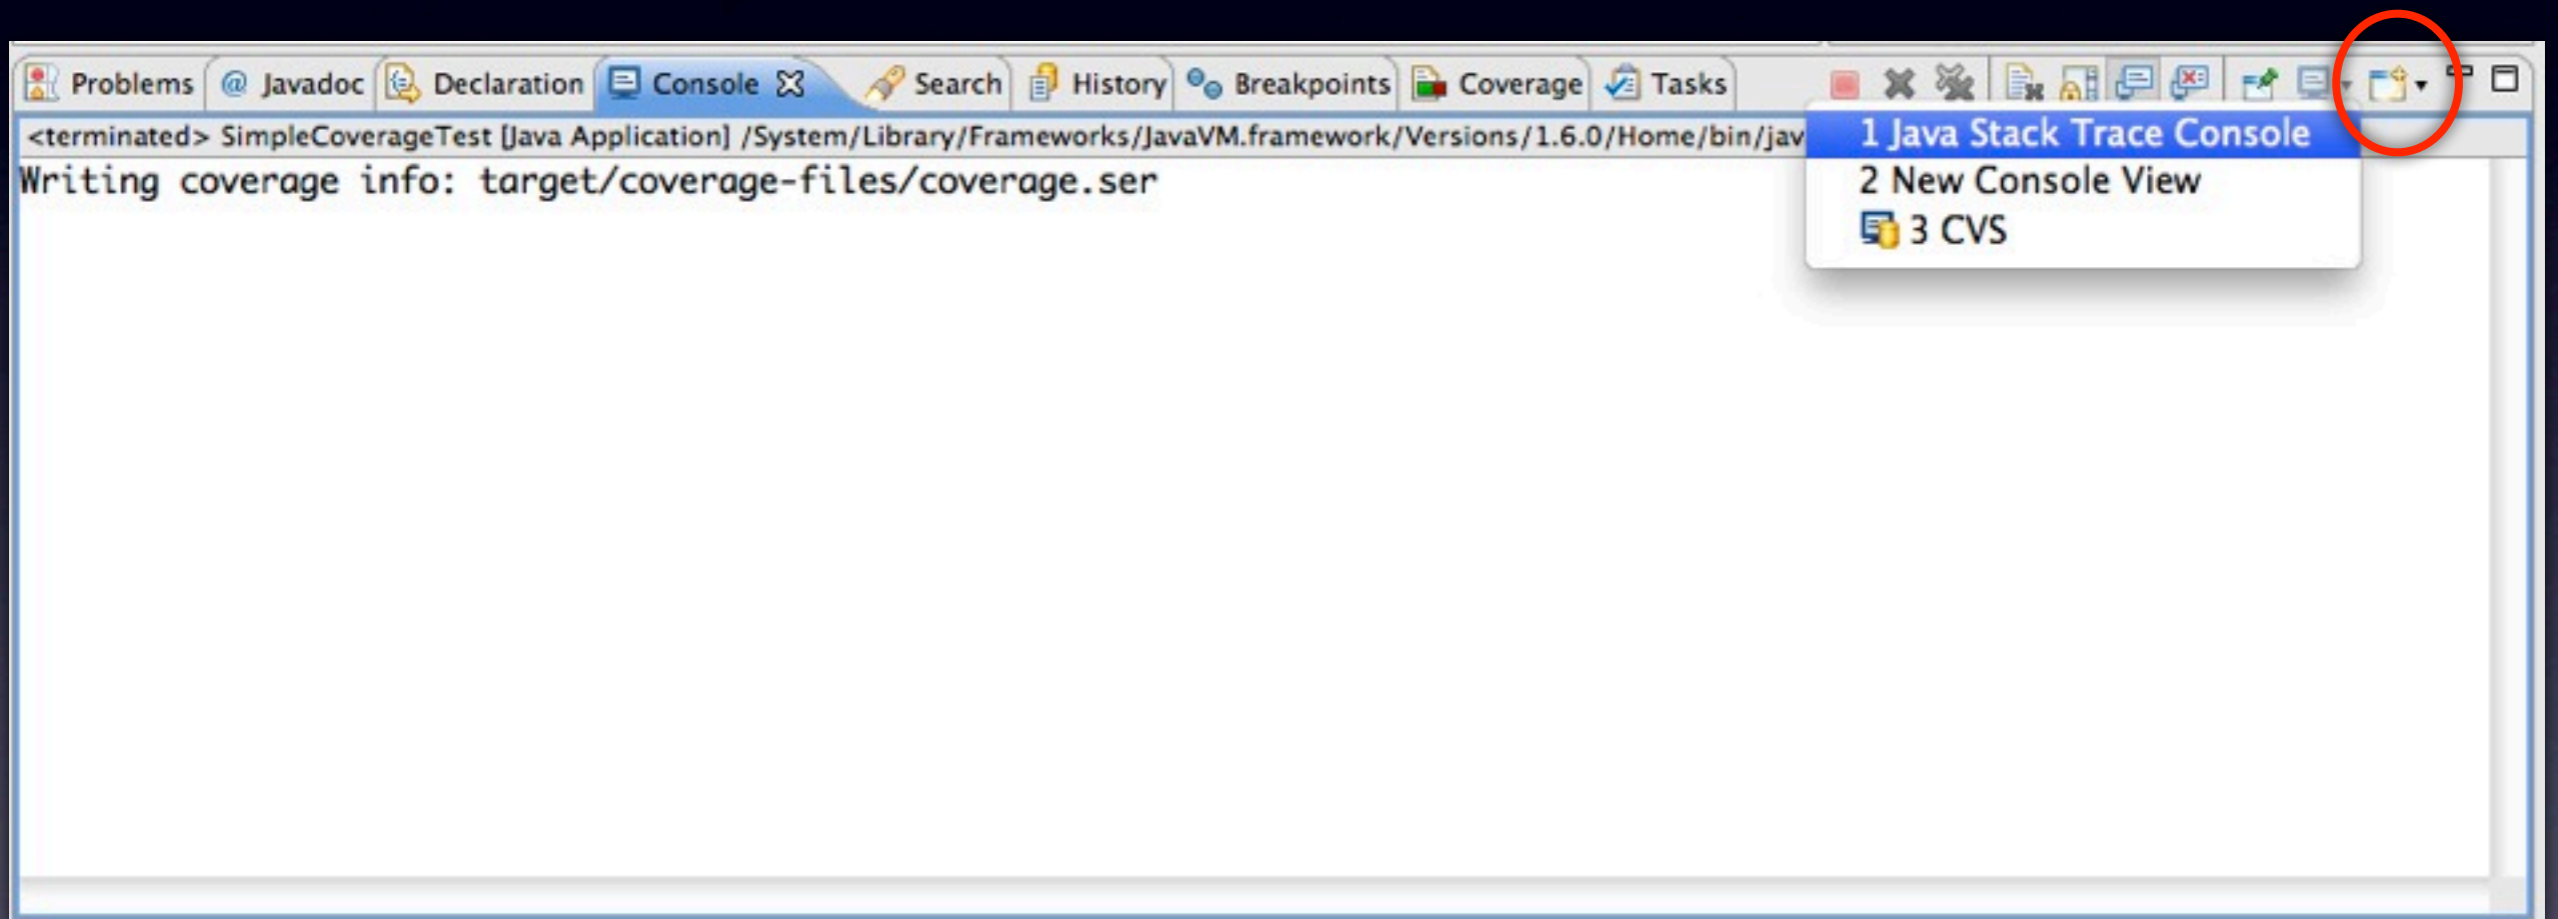 Problems @ Javadoc Declaration Console Search History Breakpoints Coverage Tasks
<terminated> SimpleCoverageTest [Java Application] /System/Library/Frameworks/JavaVM.framework/Versions/1.6.0/Home/bin/jav
Writing coverage info: target/coverage-files/coverage.ser
1 Java Stack Trace Console
2 New Console View
3 CVS